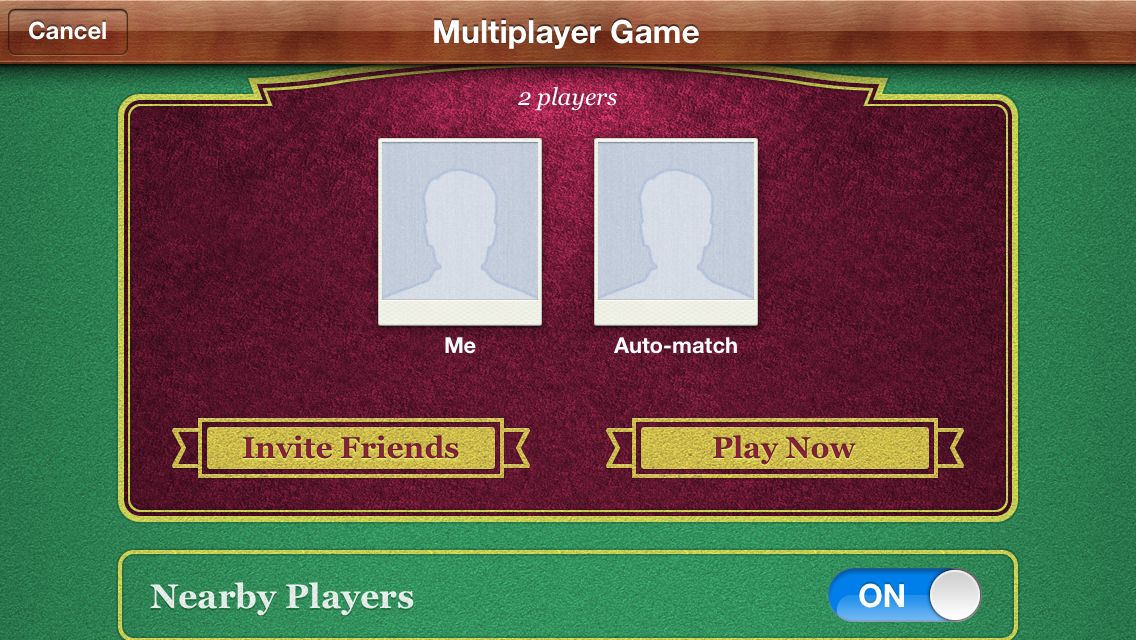 Cancel
Multiplayer Game
2 players
Me
Auto-match
Invite Friends
Play Now
Nearby Players
ON